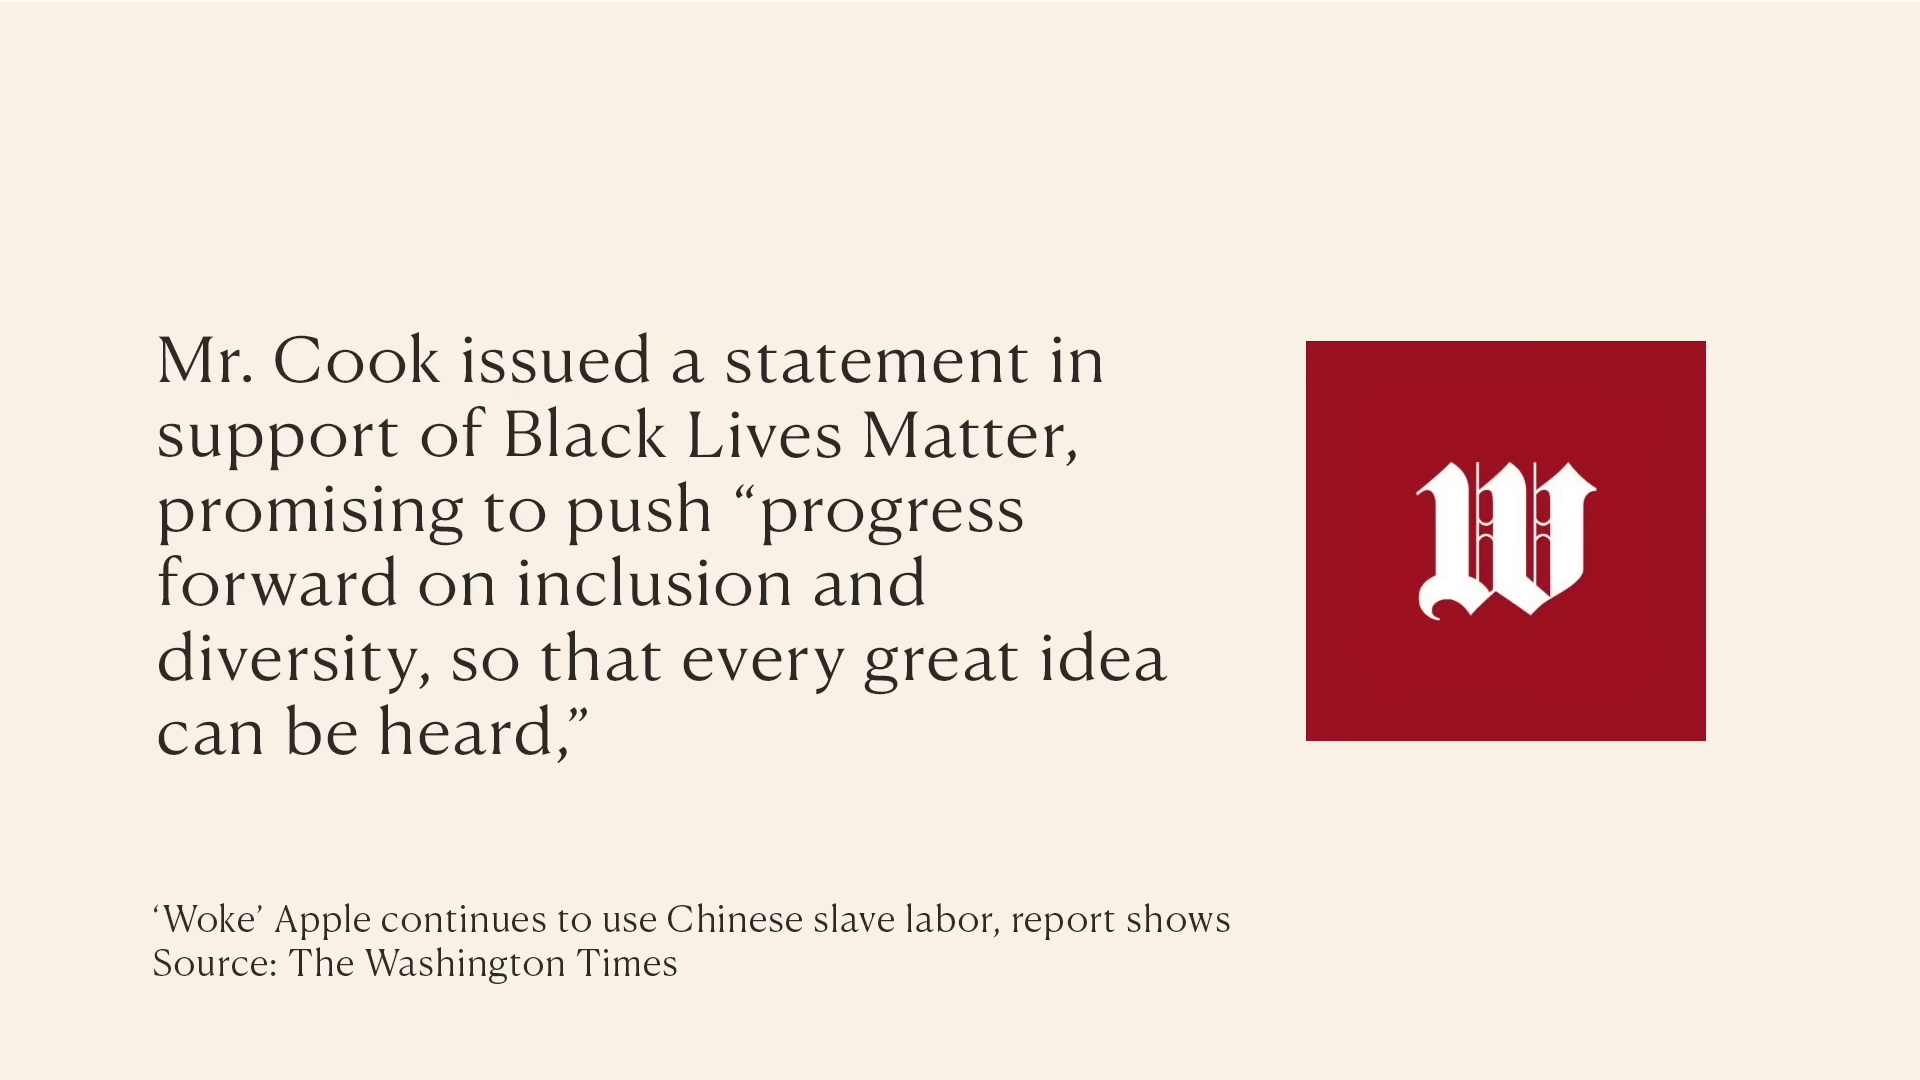 Mr. Cook issued a statement in
support of Black Lives Matter,
promising to push “progress
forward on inclusion and
diversity, so that every great idea
can be heard,”
W
‘Woke’ Apple continues to use Chinese slave labor, report shows
Source: The Washington Times